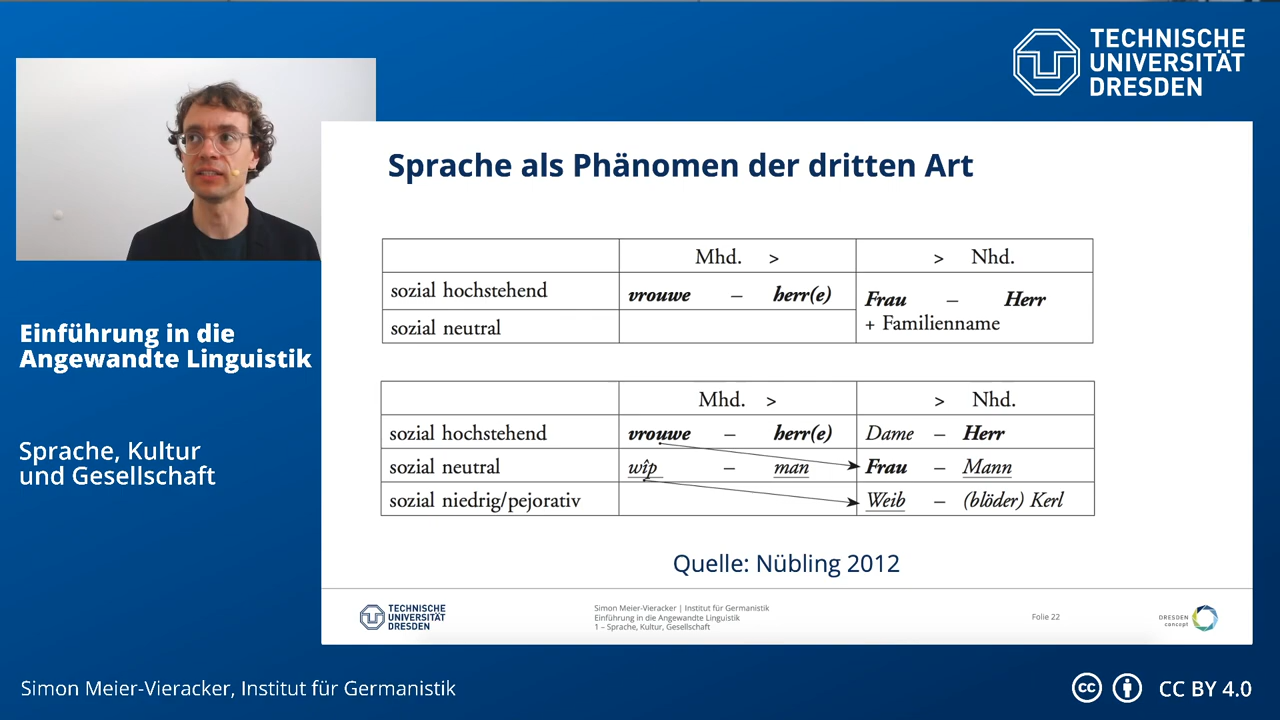 TECHNISCHE
UNIVERSITÄT
DRESDEN
Sprache als Phänomen der dritten Art
Mhd. > > Nhd.
sozial hochstehend vrouwe – herr(e) Frau – Herr
sozial neutral + Familienname
Mhd. > > Nhd.
sozial hochstehend vrouwe – herr(e) Dame – Herr
sozial neutral wîp – man Frau – Mann
sozial niedrig/pejorativ Weib – (blöder) Kerl
Quelle: Nübling 2012
Einführung in die
Angewandte Linguistik
Sprache, Kultur
und Gesellschaft
TECHNISCHE
UNIVERSITÄT
DRESDEN
Simon Meier-Vieracker | Institut für Germanistik
Einführung in die Angewandte Linguistik
1 – Sprache, Kultur, Gesellschaft
Folie 22
DRESDEN
concept
Simon Meier-Vieracker, Institut für Germanistik
cc CC BY 4.0